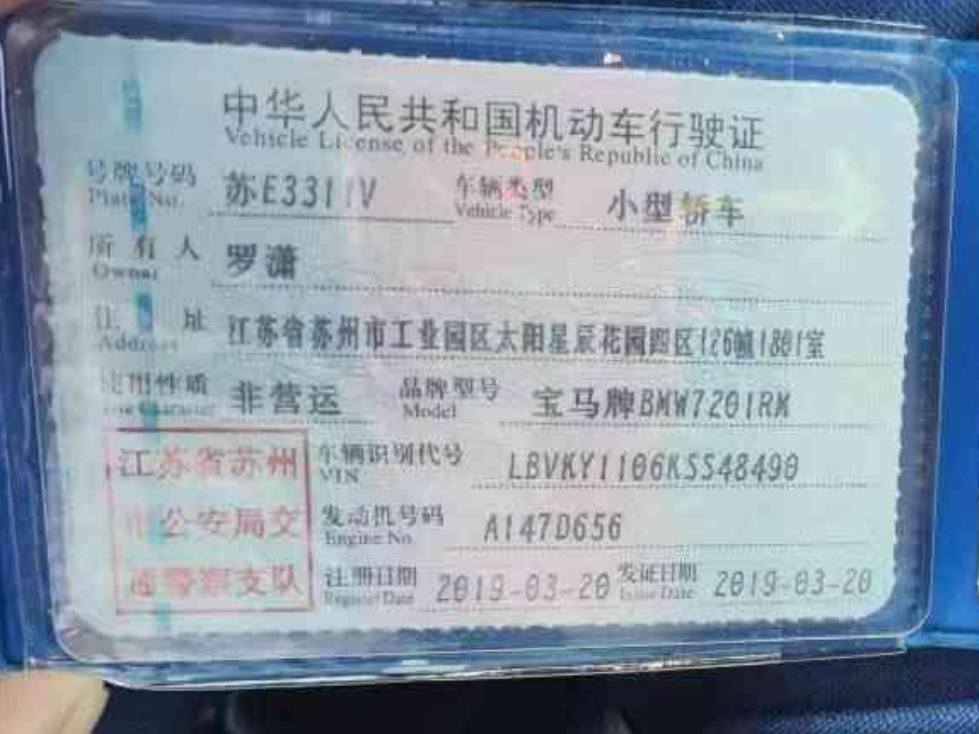 中华人民共和国机动车行驶证
Vehicle License of the People's Republic of China
号牌号码 苏E3311V 车辆类型 小型轿车
Plate No. Vehicle Type
所有人 罗潇
Owner
住址 江苏省苏州市工业园区太阳星辰花园四区126幢1801室
Address
使用性质 非营运 品牌型号 宝马牌BMW7201RM
Use Character Model
江苏省苏州 车辆识别代号 LBVKY1106KSS48490
VIN
市公安局交 发动机号码 A147D656
Engine No.
通警察支队 注册日期 2019-03-20 发证日期 2019-03-20
Register Date Issue Date